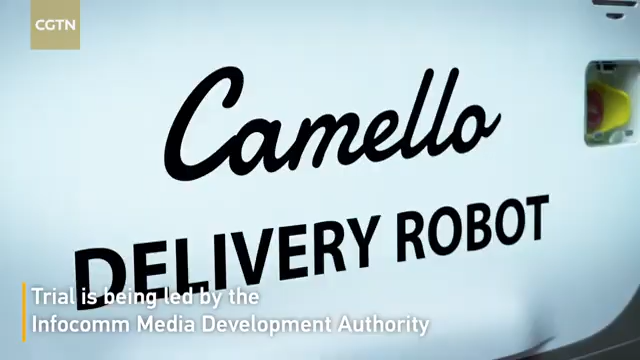 CGTN
Camello
DELIVERY ROBOT
Trial is being led by the
Infocomm Media Development Authority